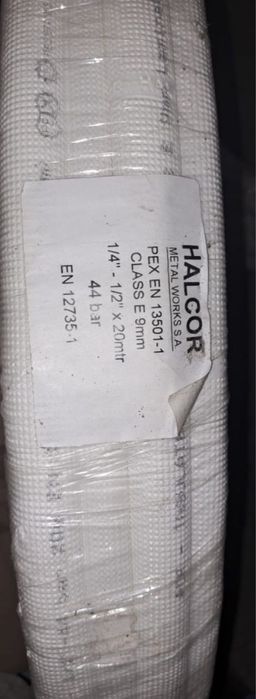 HALCOR
METAL WORKS S.A.
PEX EN 13501-1
CLASS E 9mm
1/4" - 1/2" x 20mtr
44 bar
EN 12735-1